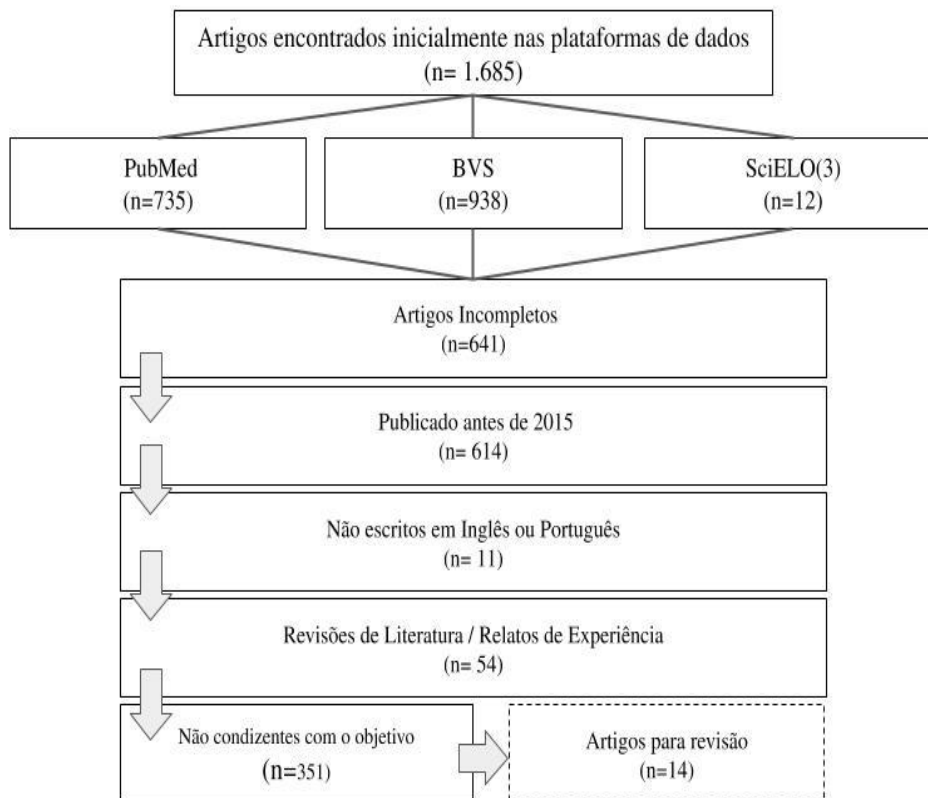 Artigos encontrados inicialmente nas plataformas de dados
(n= 1.685)
PubMed
(n=735)
BVS
(n=938)
SciELO(3)
(n=12)
Artigos Incompletos
(n=641)
Publicado antes de 2015
(n= 614)
Não escritos em Inglês ou Português
(n= 11)
Revisões de Literatura / Relatos de Experiência
(n= 54)
Não condizentes com o objetivo
(n=351)
Artigos para revisão
(n=14)